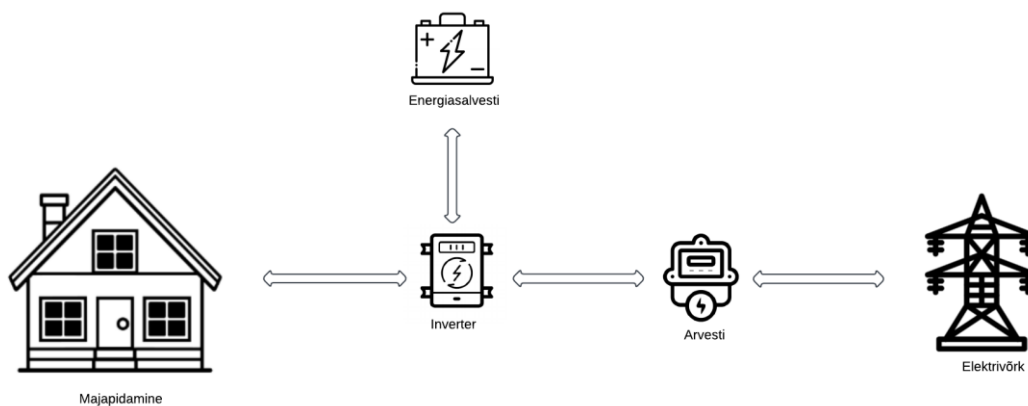 Energiasalvesti
Inverter
Arvesti
Elektrivõrk
Majapidamine